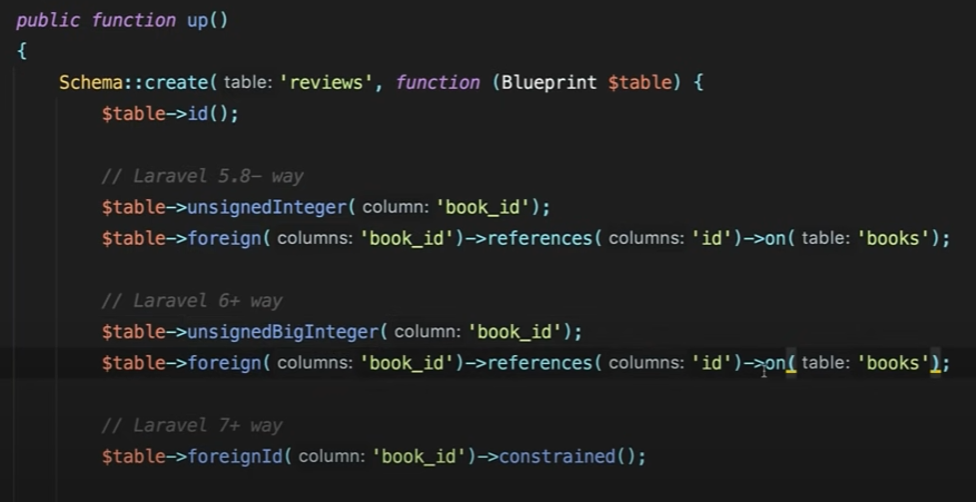 public function up()
{
Schema::create( table: 'reviews', function (Blueprint $table) {
$table->id();
// Laravel 5.8- way
$table->unsignedInteger( column: 'book_id');
$table->foreign( columns: 'book_id')->references( columns: 'id')->on( table: 'books');
// Laravel 6+ way
$table->unsignedBigInteger( column: 'book_id');
$table->foreign( columns: 'book_id')->references( columns: 'id')->on( table: 'books');
// Laravel 7+ way
$table->foreignId( column: 'book_id')->constrained();